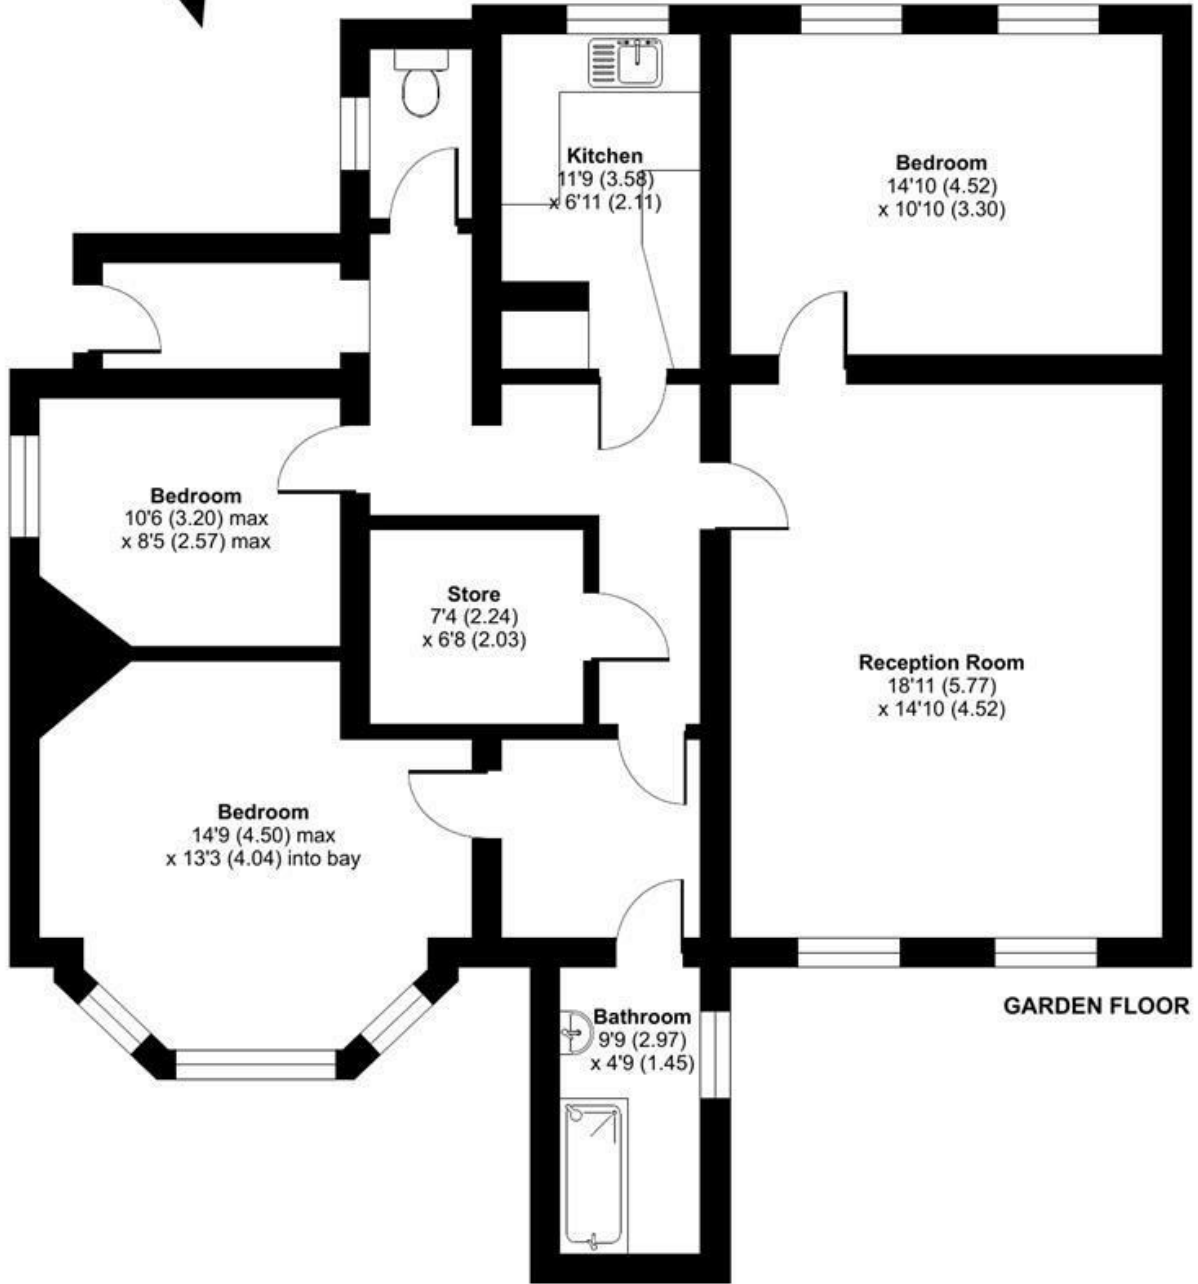 Kitchen
11'9 (3.58)
x 6'11 (2.11)
Bedroom
14'10 (4.52)
x 10'10 (3.30)
Bedroom
10'6 (3.20) max
x 8'5 (2.57) max
Store
7'4 (2.24)
x 6'8 (2.03)
Reception Room
18'11 (5.77)
x 14'10 (4.52)
Bedroom
14'9 (4.50) max
x 13'3 (4.04) into bay
Bathroom
9'9 (2.97)
x 4'9 (1.45)
GARDEN FLOOR